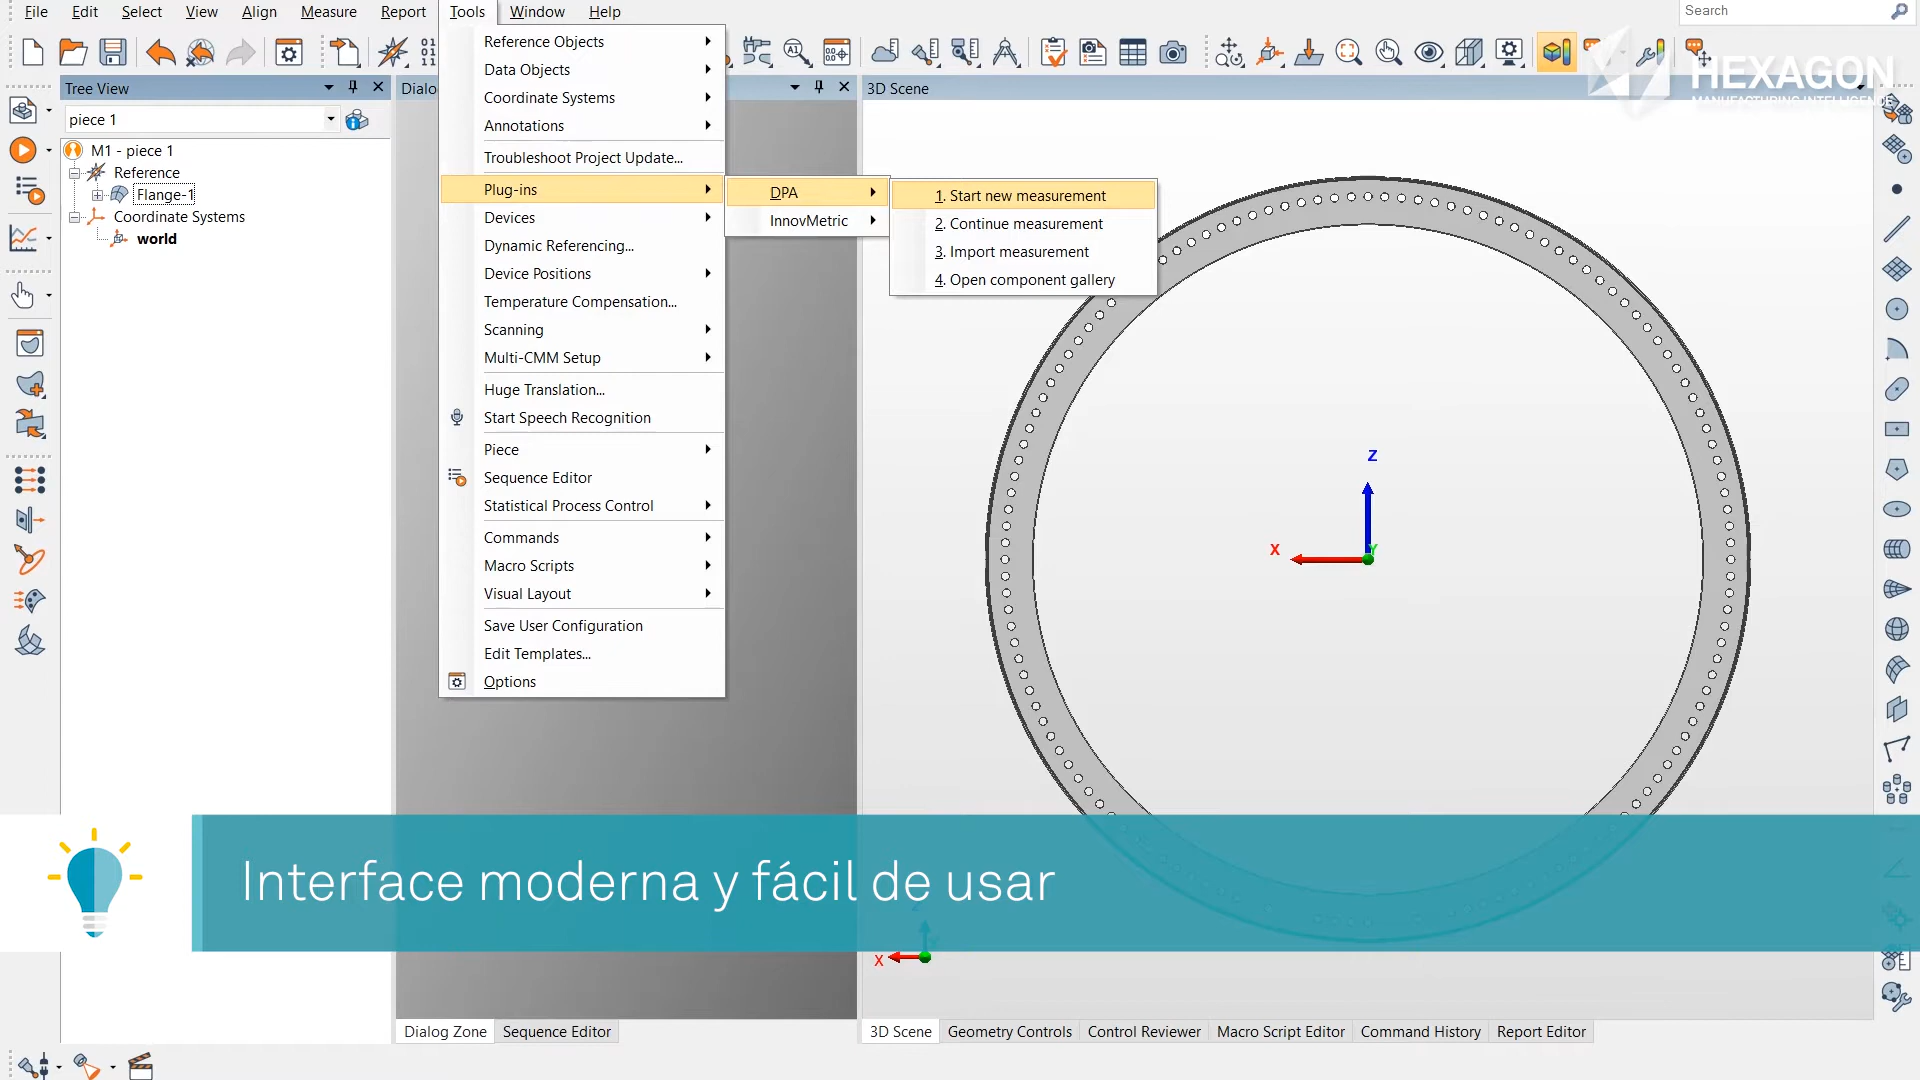 File Edit Select View Align Measure Report Tools Window Help
Search
HEXAGON
MANUFACTURING INTELLIGENCE
Tree View
piece 1
M1 - piece 1
Reference
Flange-1
Coordinate Systems
world
3D Scene
Reference Objects
Data Objects
Coordinate Systems
Annotations
Troubleshoot Project Update...
Plug-ins
Devices
Dynamic Referencing...
Device Positions
Temperature Compensation...
Scanning
Multi-CMM Setup
Huge Translation...
Start Speech Recognition
Piece
Sequence Editor
Statistical Process Control
Commands
Macro Scripts
Visual Layout
Save User Configuration
Edit Templates...
Options
DPA
InnovMetric
1. Start new measurement
2. Continue measurement
3. Import measurement
4. Open component gallery
Z
X
Y
Interface moderna y fácil de usar
X
Dialog Zone Sequence Editor
3D Scene Geometry Controls Control Reviewer Macro Script Editor Command History Report Editor